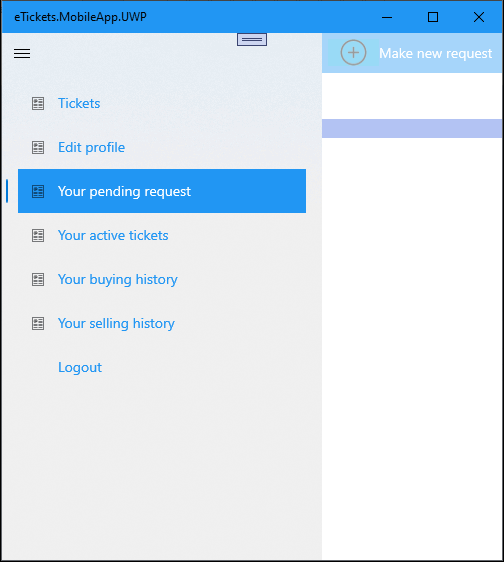 eTickets.MobileApp.UWP
Make new request
Tickets
Edit profile
Your pending request
Your active tickets
Your buying history
Your selling history
Logout